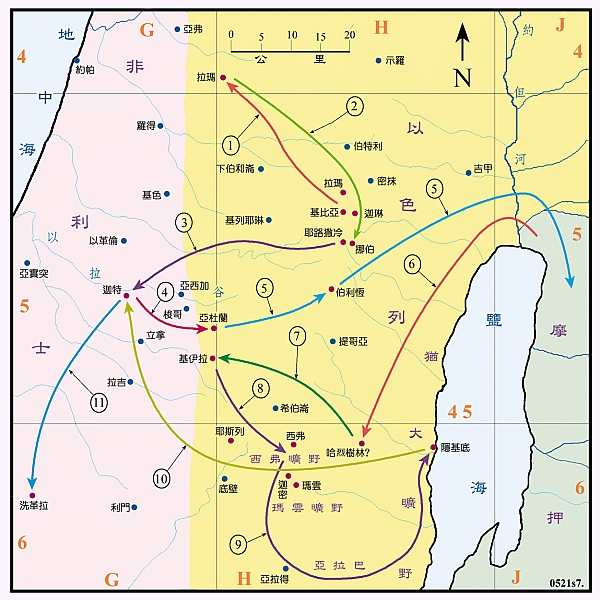 地中海
非利士
以色列
猶大曠野
鹽海
摩押
約但河
以拉谷
G
H
J
4
4
亞弗
約帕
0 5 10 15 20
公里
N
示羅
拉瑪
②
羅得
①
伯特利
下伯利崙
吉甲
密抹
拉瑪
基色
⑤
基比亞
迦琳
③
基列耶琳
耶路撒冷
挪伯
以革倫
⑥
5
亞實突
亞西加
迦特
④
伯利恆
5
梭哥
⑤
亞杜蘭
立拿
⑦
提哥亞
基伊拉
拉吉
⑧
⑪
希伯崙
4 5
耶斯列
西弗
哈烈樹林?
隱基底
西弗曠野
⑩
底壁
迦密
瑪雲
6
洗革拉
利門
瑪雲曠野
⑨
6
亞拉巴
亞拉得
G
H
J
0521s7.